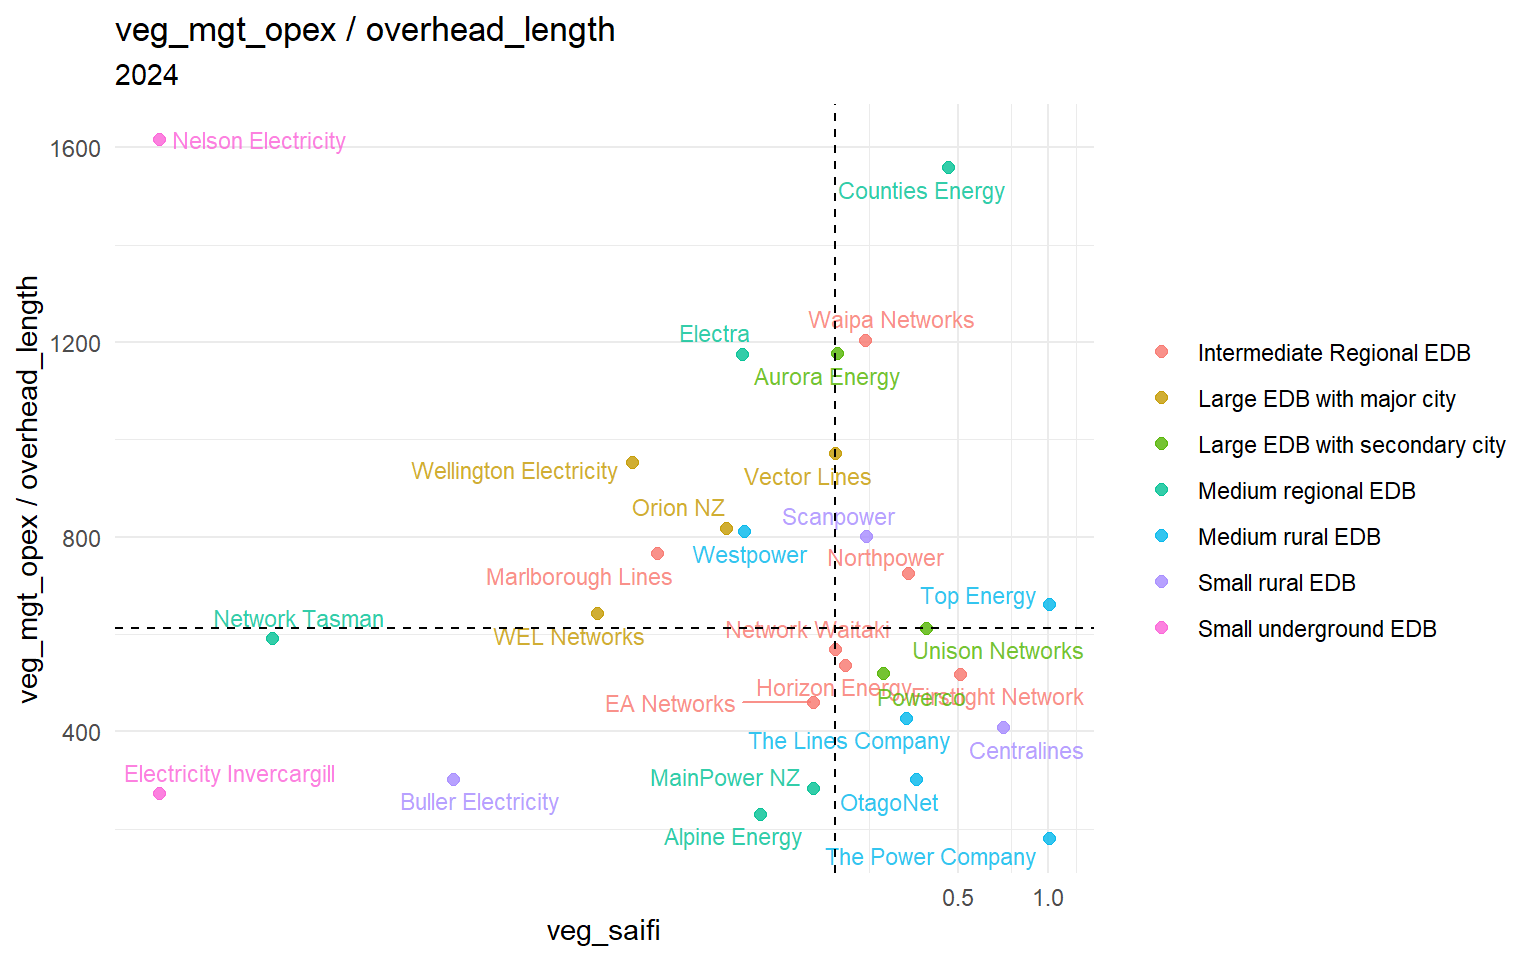 veg_mgt_opex / overhead_length
2024
veg_mgt_opex / overhead_length
1600
1200
800
400
Nelson Electricity
Counties Energy
Waipa Networks
Electra
Aurora Energy
Wellington Electricity
Vector Lines
Orion NZ
Scanpower
Westpower
Northpower
Marlborough Lines
Top Energy
Network Tasman
Network Waitaki
WEL Networks
Unison Networks
Horizon Energy
Powerco
Firstlight Network
EA Networks
The Lines Company
Centralines
Electricity Invercargill
MainPower NZ
Buller Electricity
OtagoNet
Alpine Energy
The Power Company
0.5
1.0
veg_saifi
Intermediate Regional EDB
Large EDB with major city
Large EDB with secondary city
Medium regional EDB
Medium rural EDB
Small rural EDB
Small underground EDB